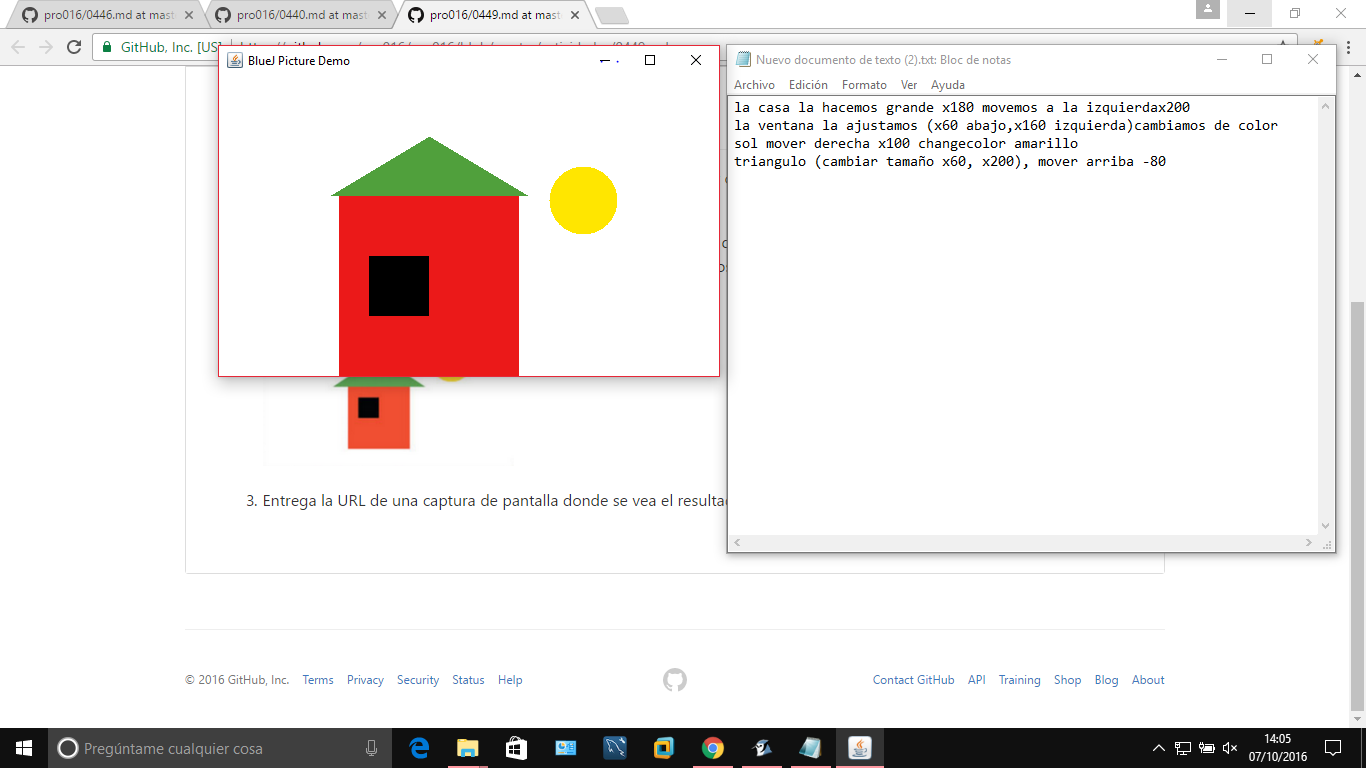 pro016/0446.md at mast
pro016/0440.md at mast
pro016/0449.md at mast
GitHub, Inc. [US]
BlueJ Picture Demo
Nuevo documento de texto (2).txt: Bloc de notas
Archivo Edición Formato Ver Ayuda
la casa la hacemos grande x180 movemos a la izquierdax200
la ventana la ajustamos (x60 abajo,x160 izquierda)cambiamos de color
sol mover derecha x100 changecolor amarillo
triangulo (cambiar tamaño x60, x200), mover arriba -80
3. Entrega la URL de una captura de pantalla donde se vea el
© 2016 GitHub, Inc. Terms Privacy Security Status Help
Contact GitHub API Training Shop Blog About
Pregúntame cualquier cosa
14:05
07/10/2016